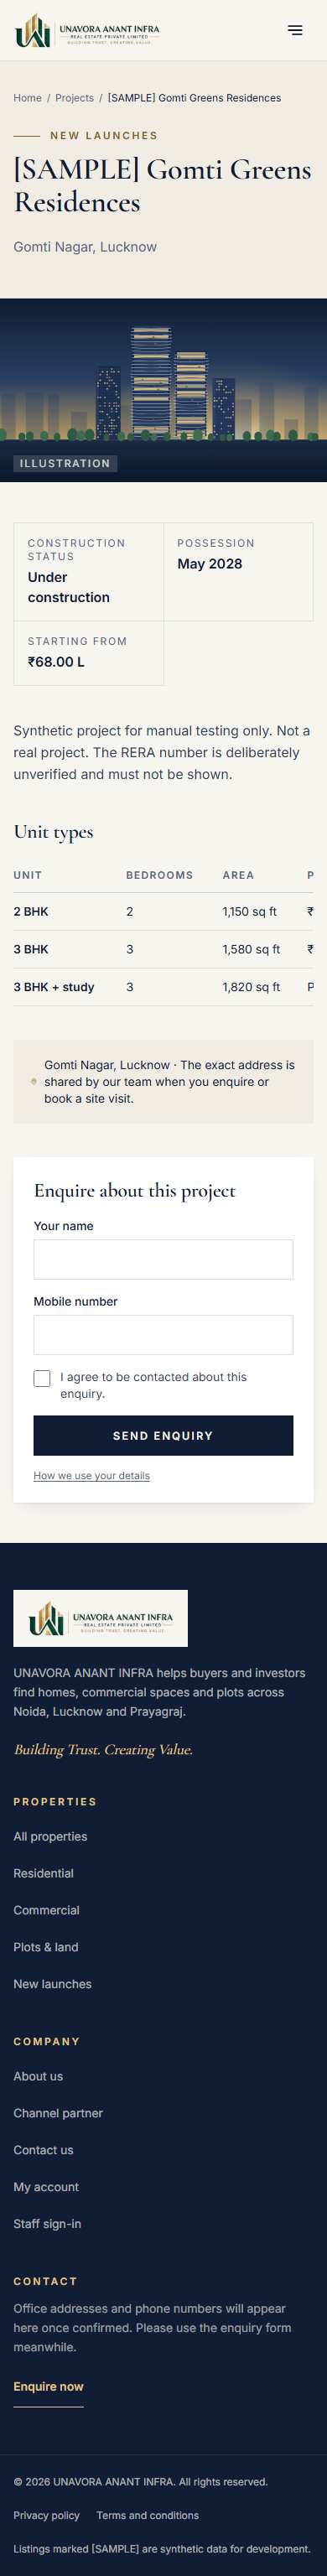 UNAVORA ANANT INFRA
REAL ESTATE PRIVATE LIMITED
BUILDING TRUST. CREATING VALUE
Home / Projects / [SAMPLE] Gomti Greens Residences
NEW LAUNCHES
[SAMPLE] Gomti Greens
Residences
Gomti Nagar, Lucknow
ILLUSTRATION
CONSTRUCTION
STATUS
Under
construction
POSSESSION
May 2028
STARTING FROM
₹68.00 L
Synthetic project for manual testing only. Not a
real project. The RERA number is deliberately
unverified and must not be shown.
Unit types
UNIT BEDROOMS AREA P
2 BHK 2 1,150 sq ft ₹
3 BHK 3 1,580 sq ft ₹
3 BHK + study 3 1,820 sq ft P
Gomti Nagar, Lucknow · The exact address is
shared by our team when you enquire or
book a site visit.
Enquire about this project
Your name
Mobile number
I agree to be contacted about this
enquiry.
SEND ENQUIRY
How we use your details
UNAVORA ANANT INFRA
REAL ESTATE PRIVATE LIMITED
BUILDING TRUST. CREATING VALUE
UNAVORA ANANT INFRA helps buyers and investors
find homes, commercial spaces and plots across
Noida, Lucknow and Prayagraj.
Building Trust. Creating Value.
PROPERTIES
All properties
Residential
Commercial
Plots & land
New launches
COMPANY
About us
Channel partner
Contact us
My account
Staff sign-in
CONTACT
Office addresses and phone numbers will appear
here once confirmed. Please use the enquiry form
meanwhile.
Enquire now
© 2026 UNAVORA ANANT INFRA. All rights reserved.
Privacy policy Terms and conditions
Listings marked [SAMPLE] are synthetic data for development.